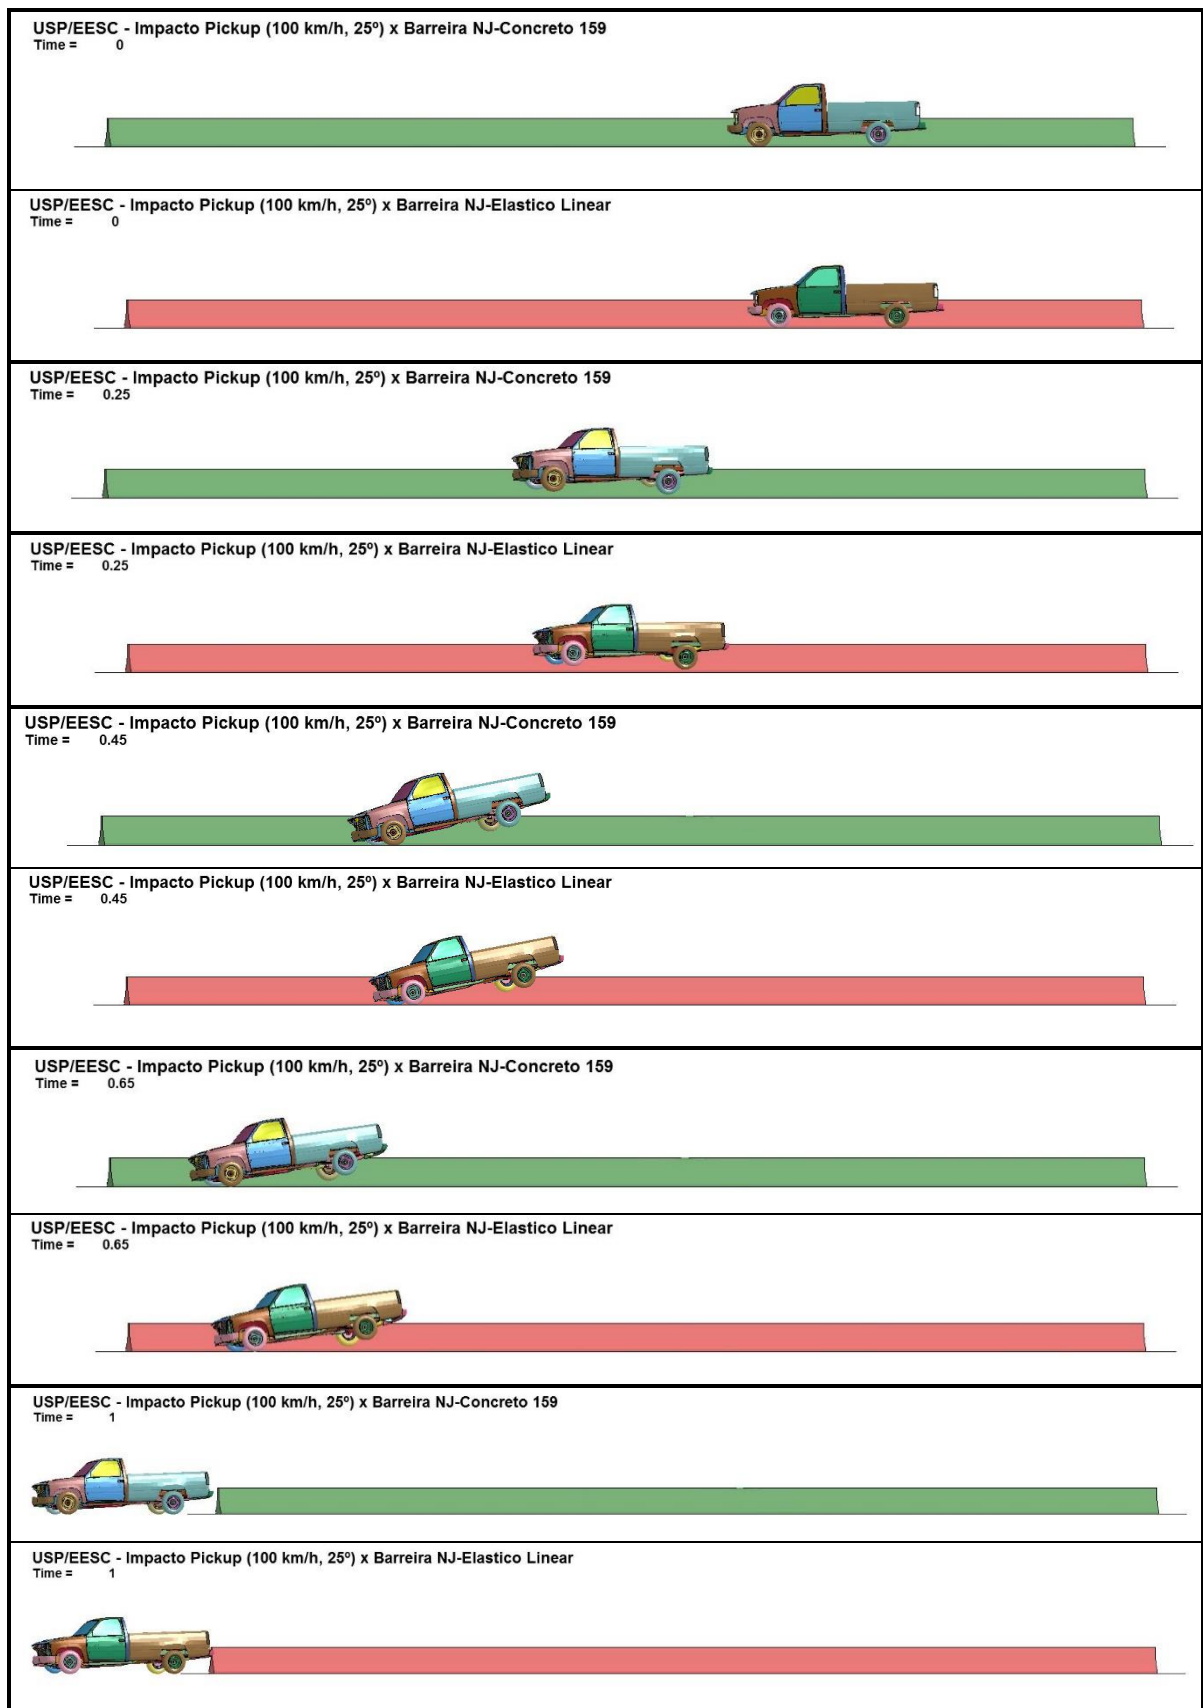 USP/EESC - Impacto Pickup (100 km/h, 25º) x Barreira NJ-Concreto 159
Time = 0
USP/EESC - Impacto Pickup (100 km/h, 25º) x Barreira NJ-Elastico Linear
Time = 0
USP/EESC - Impacto Pickup (100 km/h, 25º) x Barreira NJ-Concreto 159
Time = 0.25
USP/EESC - Impacto Pickup (100 km/h, 25º) x Barreira NJ-Elastico Linear
Time = 0.25
USP/EESC - Impacto Pickup (100 km/h, 25º) x Barreira NJ-Concreto 159
Time = 0.45
USP/EESC - Impacto Pickup (100 km/h, 25º) x Barreira NJ-Elastico Linear
Time = 0.45
USP/EESC - Impacto Pickup (100 km/h, 25º) x Barreira NJ-Concreto 159
Time = 0.65
USP/EESC - Impacto Pickup (100 km/h, 25º) x Barreira NJ-Elastico Linear
Time = 0.65
USP/EESC - Impacto Pickup (100 km/h, 25º) x Barreira NJ-Concreto 159
Time = 1
USP/EESC - Impacto Pickup (100 km/h, 25º) x Barreira NJ-Elastico Linear
Time = 1